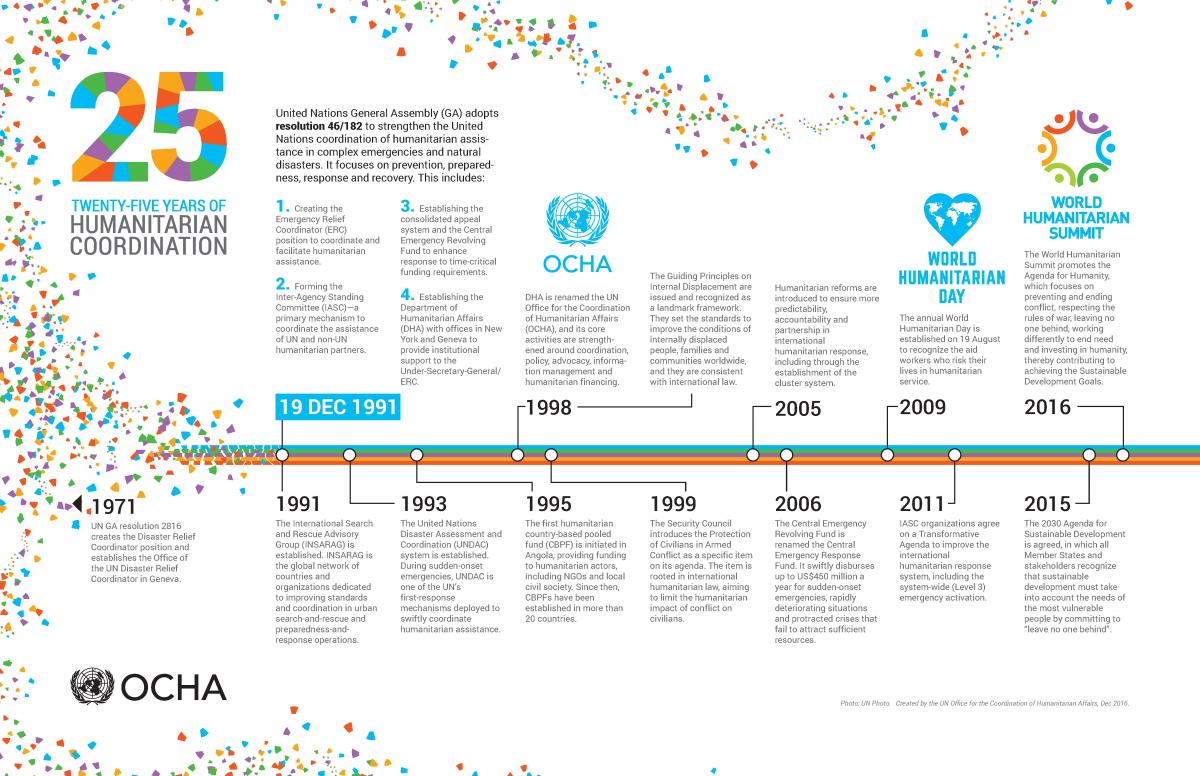 25
TWENTY-FIVE YEARS OF
HUMANITARIAN
COORDINATION
United Nations General Assembly (GA) adopts
resolution 46/182 to strengthen the United
Nations coordination of humanitarian assis-
tance in complex emergencies and natural
disasters. It focuses on prevention, prepared-
ness, response and recovery. This includes:
1. Creating the
Emergency Relief
Coordinator (ERC)
position to coordinate and
facilitate humanitarian
assistance.
2. Forming the
Inter-Agency Standing
Committee (IASC)—a
primary mechanism to
coordinate the assistance
of UN and non-UN
humanitarian partners.
3. Establishing the
consolidated appeal
system and the Central
Emergency Revolving
Fund to enhance
response to time-critical
funding requirements.
4. Establishing the
Department of
Humanitarian Affairs
(DHA) with offices in New
York and Geneva to
provide institutional
support to the
Under-Secretary-General/
ERC.
19 DEC 1991
OCHA
DHA is renamed the UN
Office for the Coordination
of Humanitarian Affairs
(OCHA), and its core
activities are strength-
ened around coordination,
policy, advocacy, informa-
tion management and
humanitarian financing.
1998
The Guiding Principles on
Internal Displacement are
issued and recognized as
a landmark framework.
They set the standards to
improve the conditions of
internally displaced
people, families and
communities worldwide,
and they are consistent
with international law.
Humanitarian reforms are
introduced to ensure more
predictability,
accountability and
partnership in
international
humanitarian response,
including through the
establishment of the
cluster system.
2005
WORLD
HUMANITARIAN
DAY
The annual World
Humanitarian Day is
established on 19 August
to recognize the aid
workers who risk their
lives in humanitarian
service.
2009
WORLD
HUMANITARIAN
SUMMIT
The World Humanitarian
Summit promotes the
Agenda for Humanity,
which focuses on
preventing and ending
conflict, respecting the
rules of war, leaving no
one behind, working
differently to end need
and investing in humanity,
thereby contributing to
achieving the Sustainable
Development Goals.
2016
1971
UN GA resolution 2816
creates the Disaster Relief
Coordinator position and
establishes the Office of
the UN Disaster Relief
Coordinator in Geneva.
1991
The International Search
and Rescue Advisory
Group (INSARAG) is
established. INSARAG is
the global network of
countries and
organizations dedicated
to improving standards
and coordination in urban
search-and-rescue and
preparedness-and-
response operations.
1993
The United Nations
Disaster Assessment and
Coordination (UNDAC)
system is established.
During sudden-onset
emergencies, UNDAC is
one of the UN's
first-response
mechanisms deployed to
swiftly coordinate
humanitarian assistance.
1995
The first humanitarian
country-based pooled
fund (CBPF) is initiated in
Angola, providing funding
to humanitarian actors,
including NGOs and local
civil society. Since then,
CBPFs have been
established in more than
20 countries.
1999
The Security Council
introduces the Protection
of Civilians in Armed
Conflict as a specific item
on its agenda. The item is
rooted in international
humanitarian law, aiming
to limit the humanitarian
impact of conflict on
civilians.
2006
The Central Emergency
Revolving Fund is
renamed the Central
Emergency Response
Fund. It swiftly disburses
up to US$450 million a
year for sudden-onset
emergencies, rapidly
deteriorating situations
and protracted crises that
fail to attract sufficient
resources.
2011
IASC organizations agree
on a Transformative
Agenda to improve the
international
humanitarian response
system, including the
system-wide (Level 3)
emergency activation.
2015
The 2030 Agenda for
Sustainable Development
is agreed, in which all
Member States and
stakeholders recognize
that sustainable
development must take
into account the needs of
the most vulnerable
people by committing to
“leave no one behind”.
OCHA
Photo: UN Photo. Created by the UN Office for the Coordination of Humanitarian Affairs, Dec 2016.